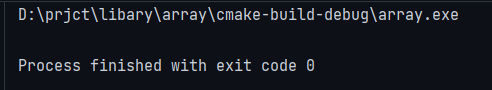 D:\prjct\libary\array\cmake-build-debug\array.exe
Process finished with exit code 0